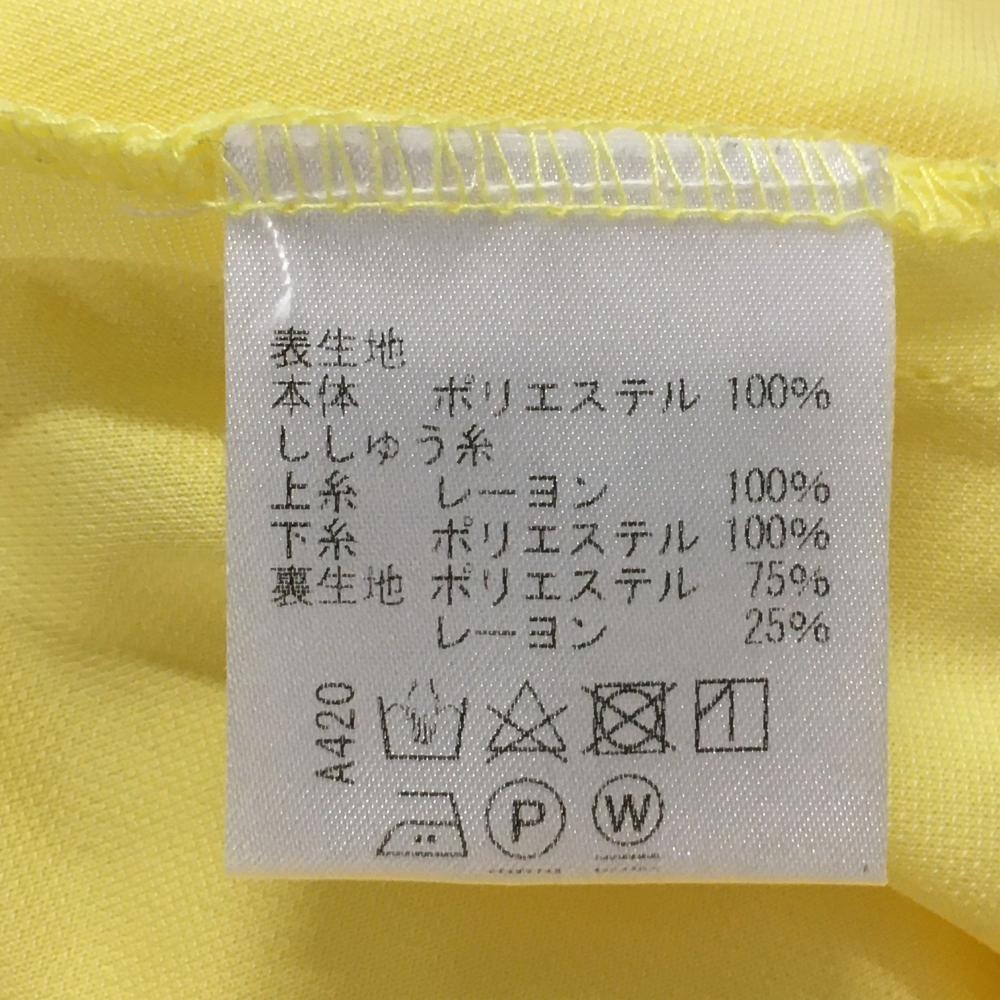 表生地
本体 ポリエステル 100%
ししゅう糸
上糸 レーヨン 100%
下糸 ポリエステル 100%
裏生地 ポリエステル 75%
レーヨン 25%
A420
P W